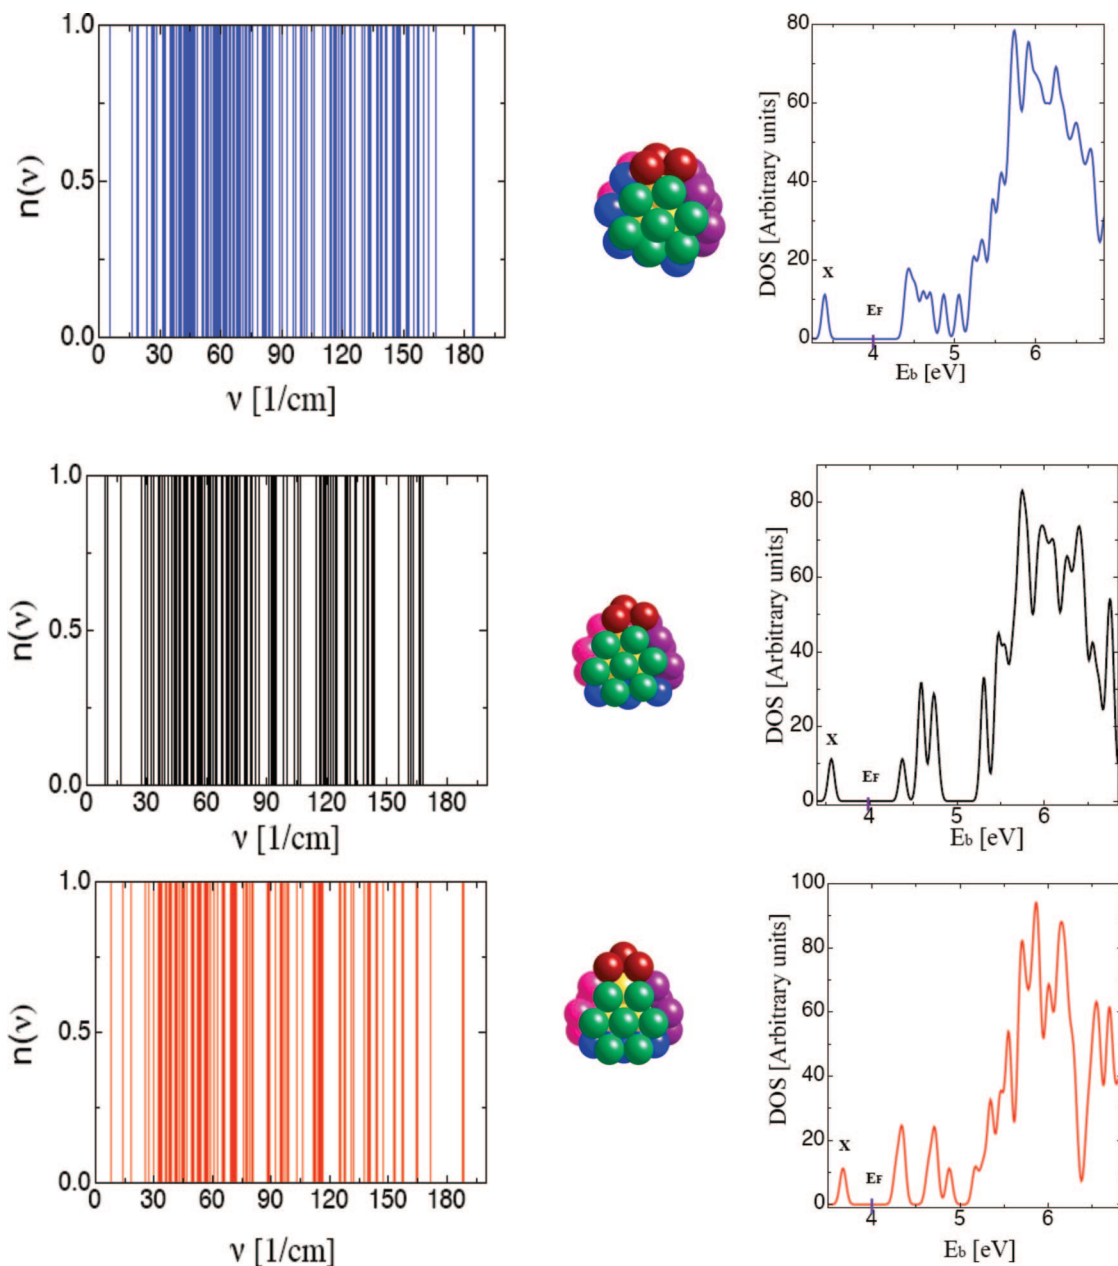 1.0
0.5
0.0
n(ν)
0 30 60 90 120 150 180
ν [1/cm]
80
60
40
20
0
DOS [Arbitrary units]
X
EF
4 5 6
Eb [eV]
1.0
0.5
0.0
n(ν)
0 30 60 90 120 150 180
ν [1/cm]
80
60
40
20
0
DOS [Arbitrary units]
X
EF
4 5 6
Eb [eV]
1.0
0.5
0.0
n(ν)
0 30 60 90 120 150 180
ν [1/cm]
100
80
60
40
20
0
DOS [Arbitrary units]
X
EF
4 5 6
Eb [eV]